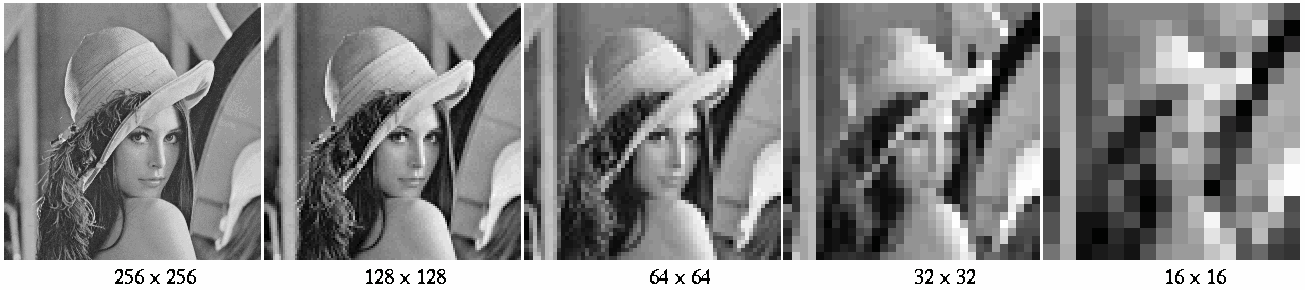 256 x 256
128 x 128
64 x 64
32 x 32
16 x 16